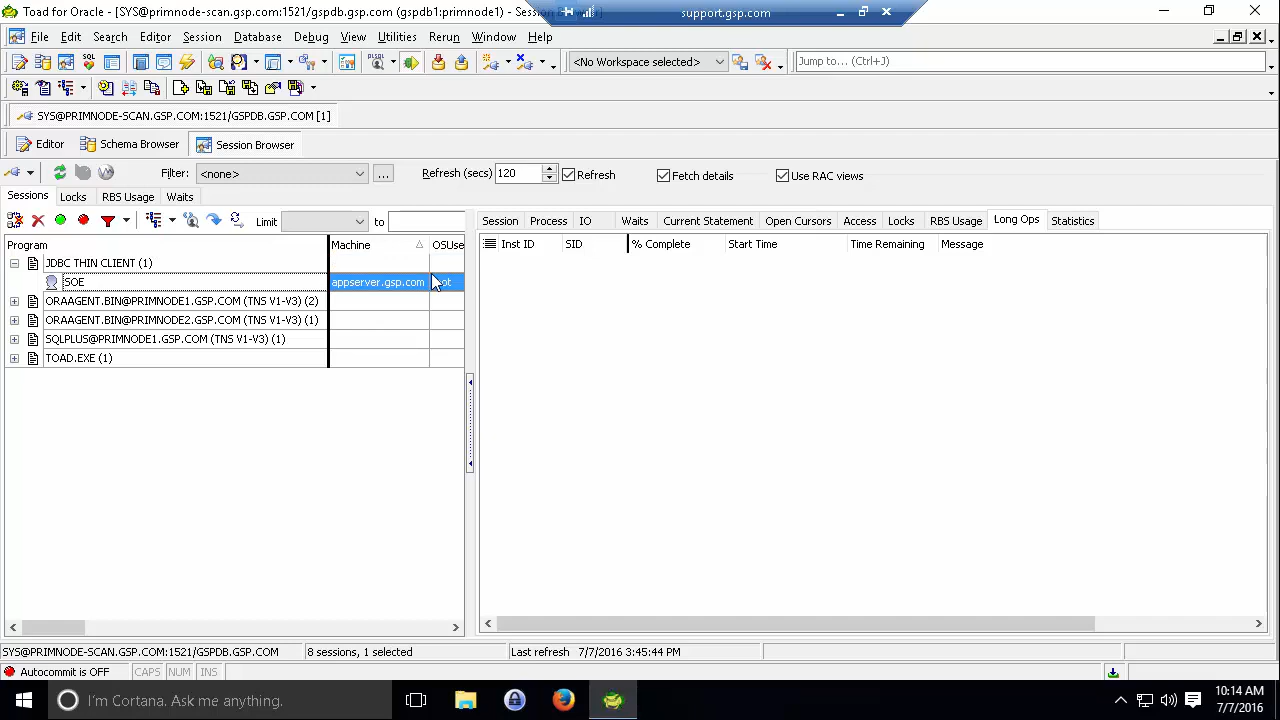 Toad for Oracle - [SYS@primnode-scan.gsp.com:1521/gspdb.gsp.com (gspdb1@primnode1) - Session
support.gsp.com
File Edit Search Editor Session Database Debug View Utilities Rerun Window Help
SQL PLSQL <No Workspace selected> Jump to... (Ctrl+J)
SYS@PRIMNODE-SCAN.GSP.COM:1521/GSPDB.GSP.COM [1]
Editor Schema Browser Session Browser
Filter: <none> ... Refresh (secs) 120 Refresh Fetch details Use RAC views
Sessions Locks RBS Usage Waits
Limit to
Session Process IO Waits Current Statement Open Cursors Access Locks RBS Usage Long Ops Statistics
Program Machine OSUse
Inst ID SID % Complete Start Time Time Remaining Message
JDBC THIN CLIENT (1)
SOE appserver.gsp.com
ORAAGENT.BIN@PRIMNODE1.GSP.COM (TNS V1-V3) (2)
ORAAGENT.BIN@PRIMNODE2.GSP.COM (TNS V1-V3) (1)
SQLPLUS@PRIMNODE1.GSP.COM (TNS V1-V3) (1)
TOAD.EXE (1)
SYS@PRIMNODE-SCAN.GSP.COM:1521/GSPDB.GSP.COM 8 sessions, 1 selected Last refresh 7/7/2016 3:45:44 PM
Autocommit is OFF CAPS NUM INS
I'm Cortana. Ask me anything. 10:14 AM
7/7/2016